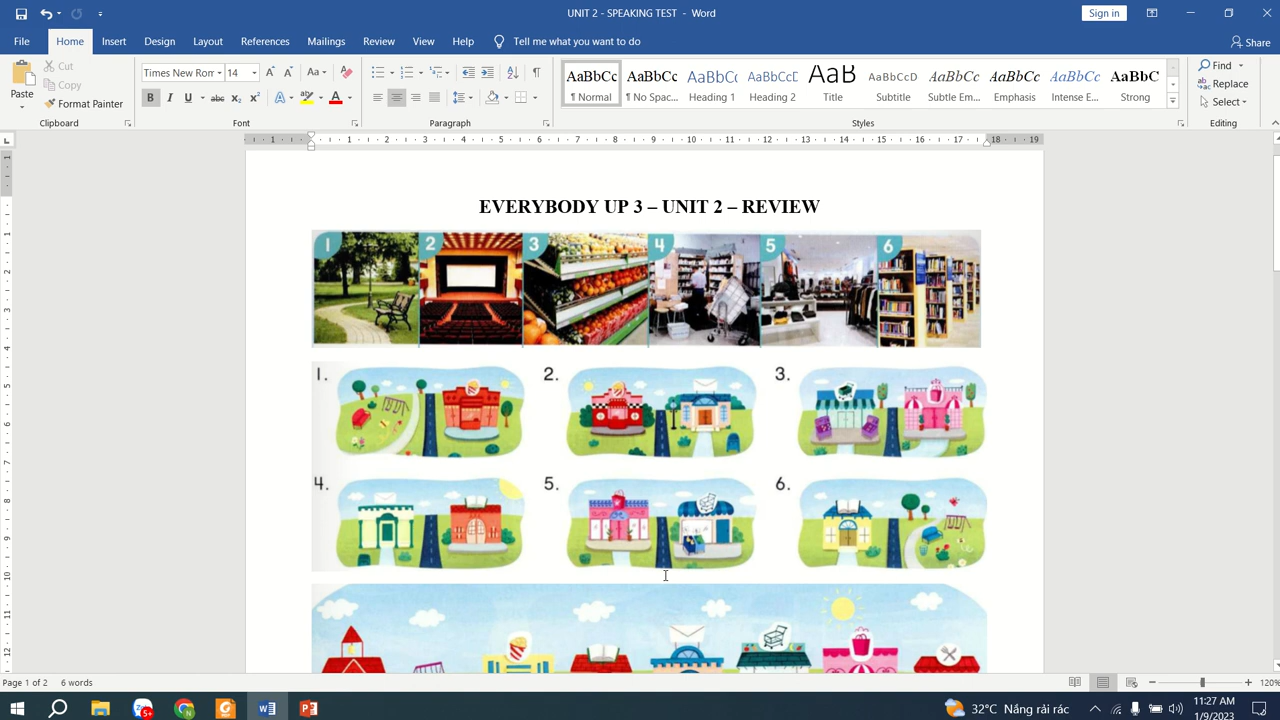 UNIT 2 - SPEAKING TEST - Word
Sign in
File Home Insert Design Layout References Mailings Review View Help Tell me what you want to do
Share
Paste
Cut
Copy
Format Painter
Clipboard
Times New Ron 14
Font
Paragraph
AaBbCc AaBbCc AaBbCc AaBbCcD AaB AaBbCcD AaBbCc AaBbCc AaBbCc AaBbC
¶ Normal ¶ No Spac... Heading 1 Heading 2 Title Subtitle Subtle Em... Emphasis Intense E... Strong
Styles
Find
Replace
Select
Editing
EVERYBODY UP 3 – UNIT 2 – REVIEW
1 2 3 4 5 6
1. 2. 3.
4. 5. 6.
Page 1 of 2 6 words
120%
32°C Nắng rải rác
11:27 AM
1/9/2023